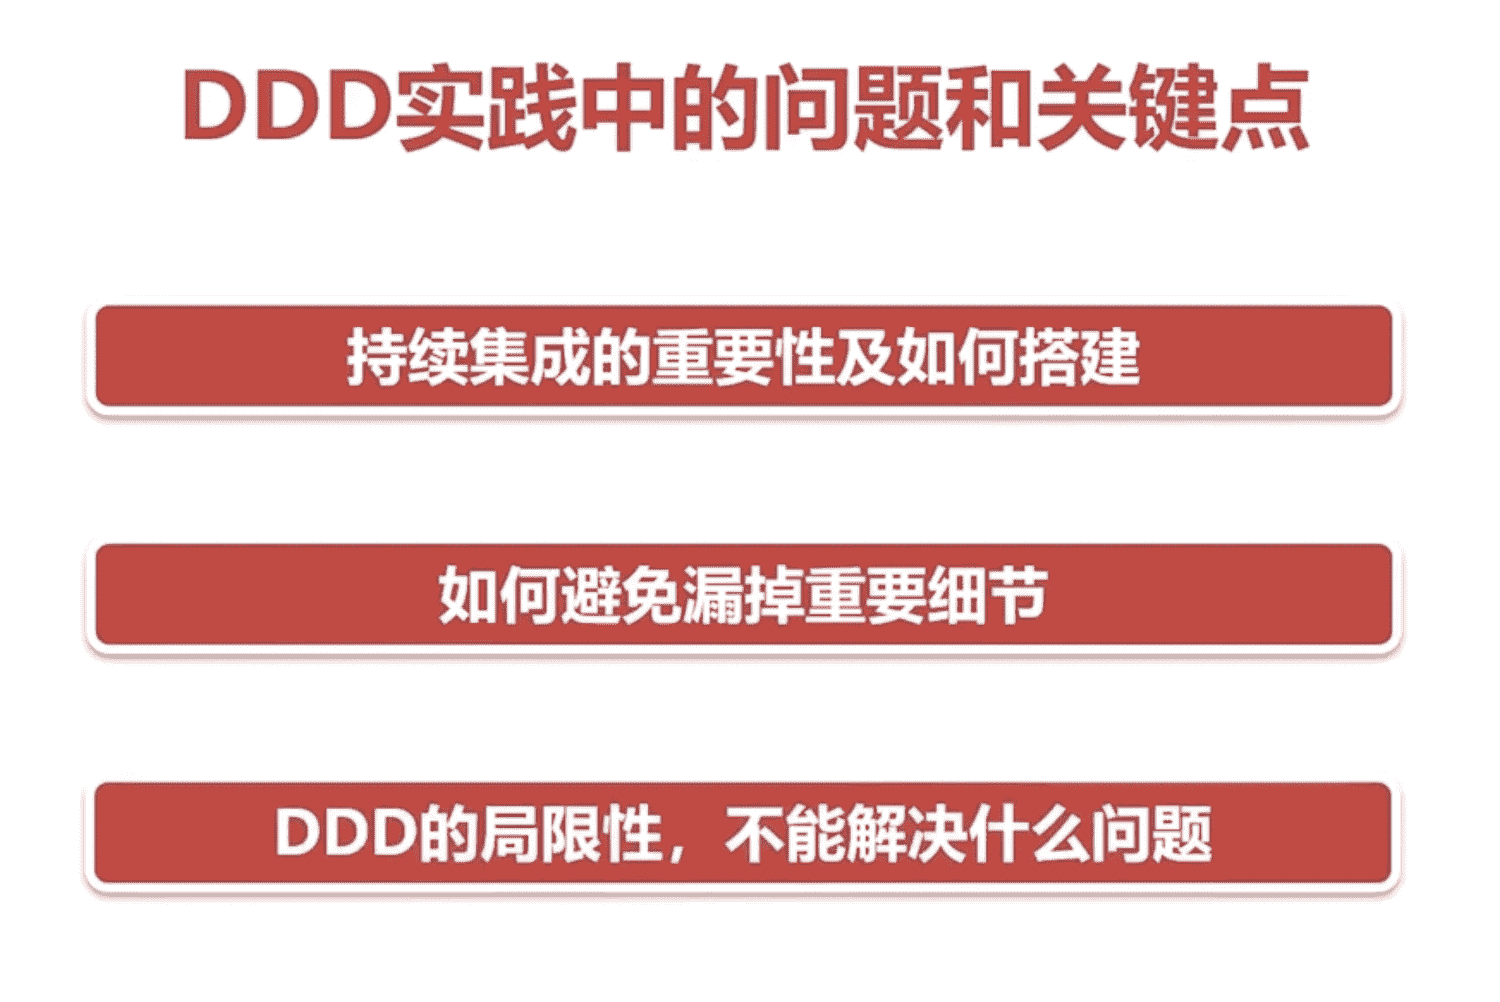 DDD实践中的问题和关键点
持续集成的重要性及如何搭建
如何避免漏掉重要细节
DDD的局限性，不能解决什么问题